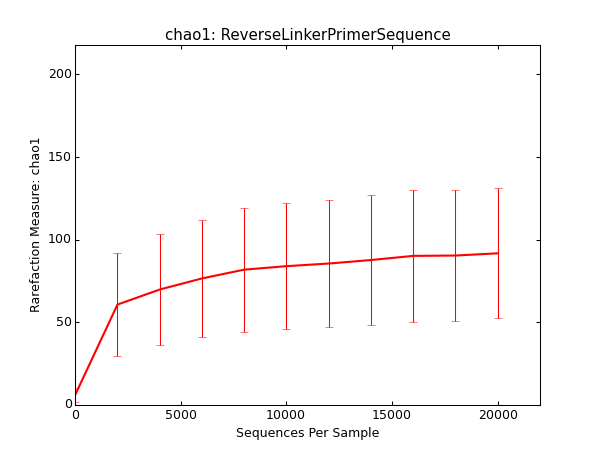 chao1: ReverseLinkerPrimerSequence
200
150
100
50
0
Rarefaction Measure: chao1
0 5000 10000 15000 20000
Sequences Per Sample